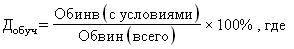 Добуч = Обинв (с условиями) / Обвин (всего) × 100% , где